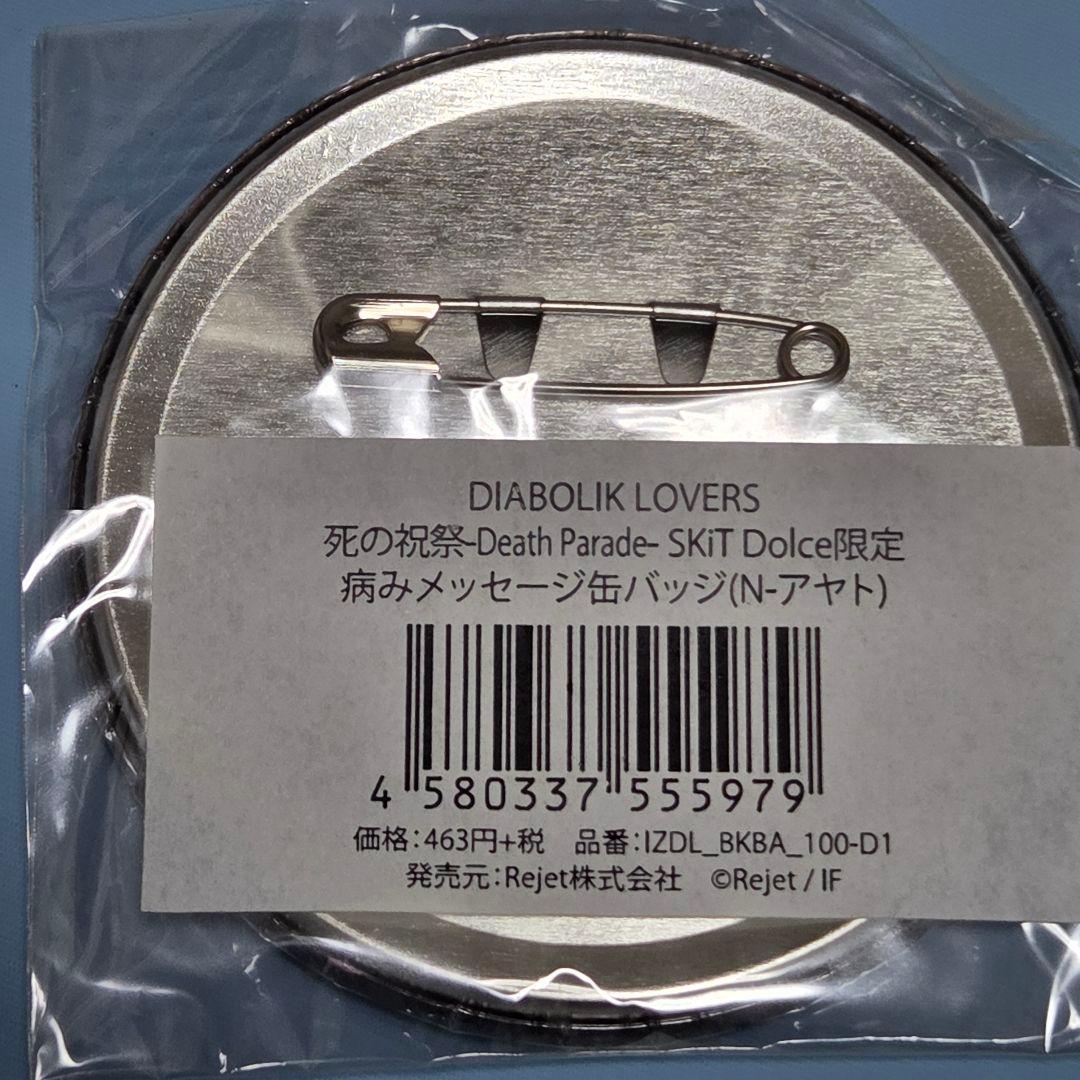 DIABOLIK LOVERS
死の祝祭-Death Parade- SKiT Dolce限定
病みメッセージ缶バッジ(N-アヤト)
4 580337 555979
価格:463円+税　品番:IZDL_BKBA_100-D1
発売元:Rejet株式会社　©Rejet / IF